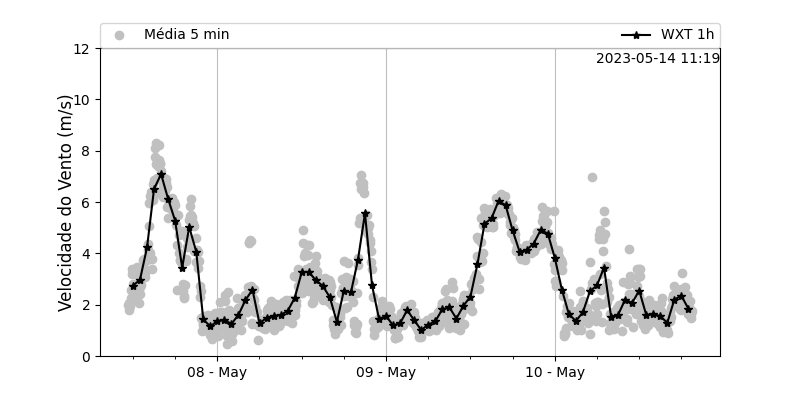 Média 5 min
WXT 1h
2023-05-14 11:19
Velocidade do Vento (m/s)
12
10
8
6
4
2
0
08 - May
09 - May
10 - May